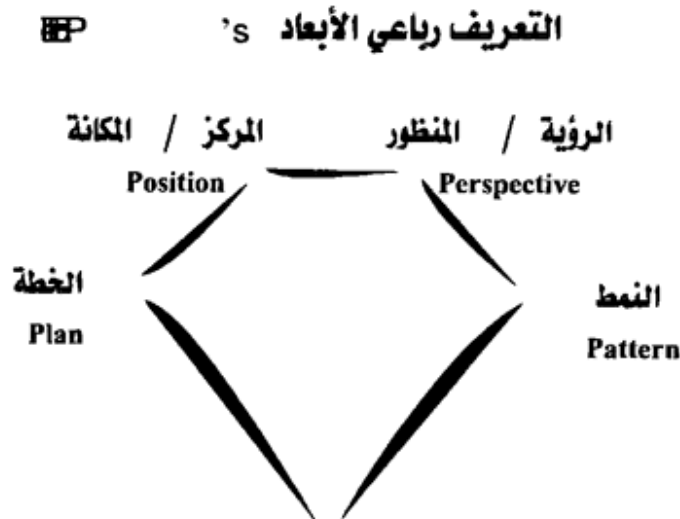 التعريف رباعي الأبعاد P's
الرؤية / المنظور    المركز / المكانة
Perspective    Position
النمط    الخطة
Pattern    Plan